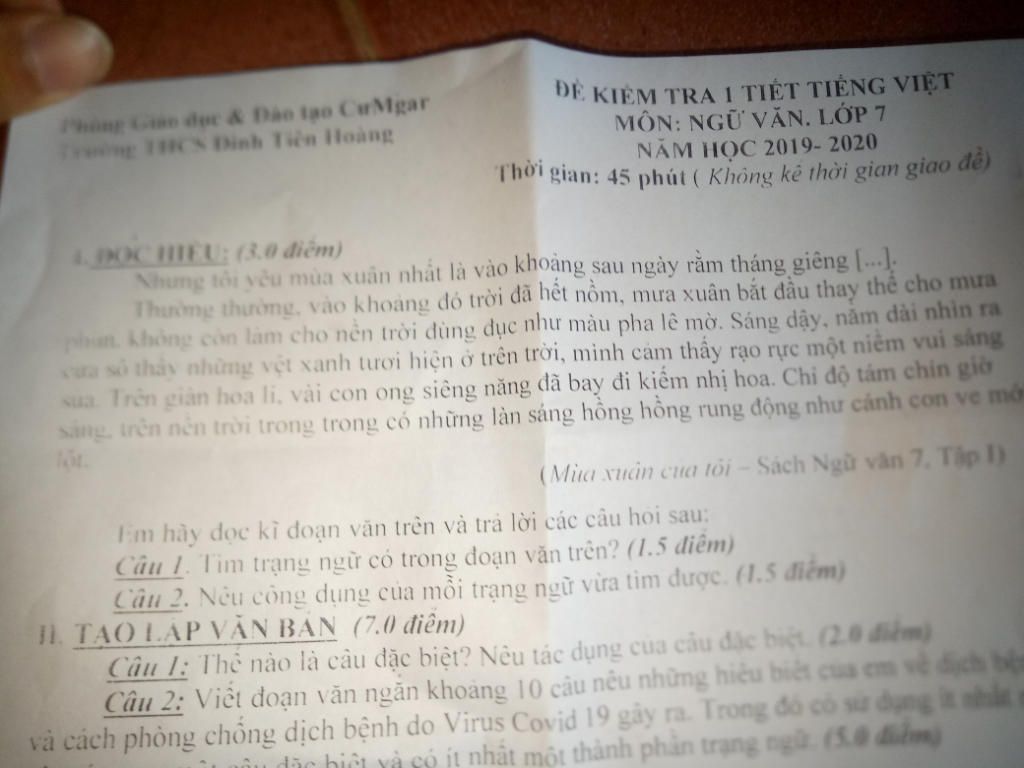 Phòng Giáo dục & Đào tạo CưMgar
Trường THCS Đinh Tiên Hoàng
ĐỀ KIỂM TRA 1 TIẾT TIẾNG VIỆT
MÔN: NGỮ VĂN. LỚP 7
NĂM HỌC 2019- 2020
Thời gian: 45 phút ( Không kể thời gian giao đề)
I. ĐỌC HIỂU: (3.0 điểm)
Nhưng tôi yêu mùa xuân nhất là vào khoảng sau ngày rằm tháng giêng [...].
Thường thường, vào khoảng đó trời đã hết nồm, mưa xuân bắt đầu thay thế cho mưa
phùn, không còn làm cho nền trời đùng đục như màu pha lê mờ. Sáng dậy, nằm dài nhìn ra
cửa sổ thấy những vệt xanh tươi hiện ở trên trời, mình cảm thấy rạo rực một niềm vui sáng
sủa. Trên giàn hoa lí, vài con ong siêng năng đã bay đi kiếm nhị hoa. Chỉ độ tám chín giờ
sáng, trên nền trời trong trong có những làn sáng hồng hồng rung động như cánh con ve mới
lột.
(Mùa xuân của tôi – Sách Ngữ văn 7, Tập I)
Em hãy đọc kĩ đoạn văn trên và trả lời các câu hỏi sau:
Câu 1. Tìm trạng ngữ có trong đoạn văn trên? (1.5 điểm)
Câu 2. Nêu công dụng của mỗi trạng ngữ vừa tìm được. (1.5 điểm)
II. TẠO LẬP VĂN BẢN (7.0 điểm)
Câu 1: Thế nào là câu đặc biệt? Nêu tác dụng của câu đặc biệt. (2.0 điểm)
Câu 2: Viết đoạn văn ngắn khoảng 10 câu nêu những hiểu biết của em về dịch bệnh
và cách phòng chống dịch bệnh do Virus Covid 19 gây ra. Trong đó có sử dụng ít nhất
một câu đặc biệt và có ít nhất một thành phần trạng ngữ. (5.0 điểm)